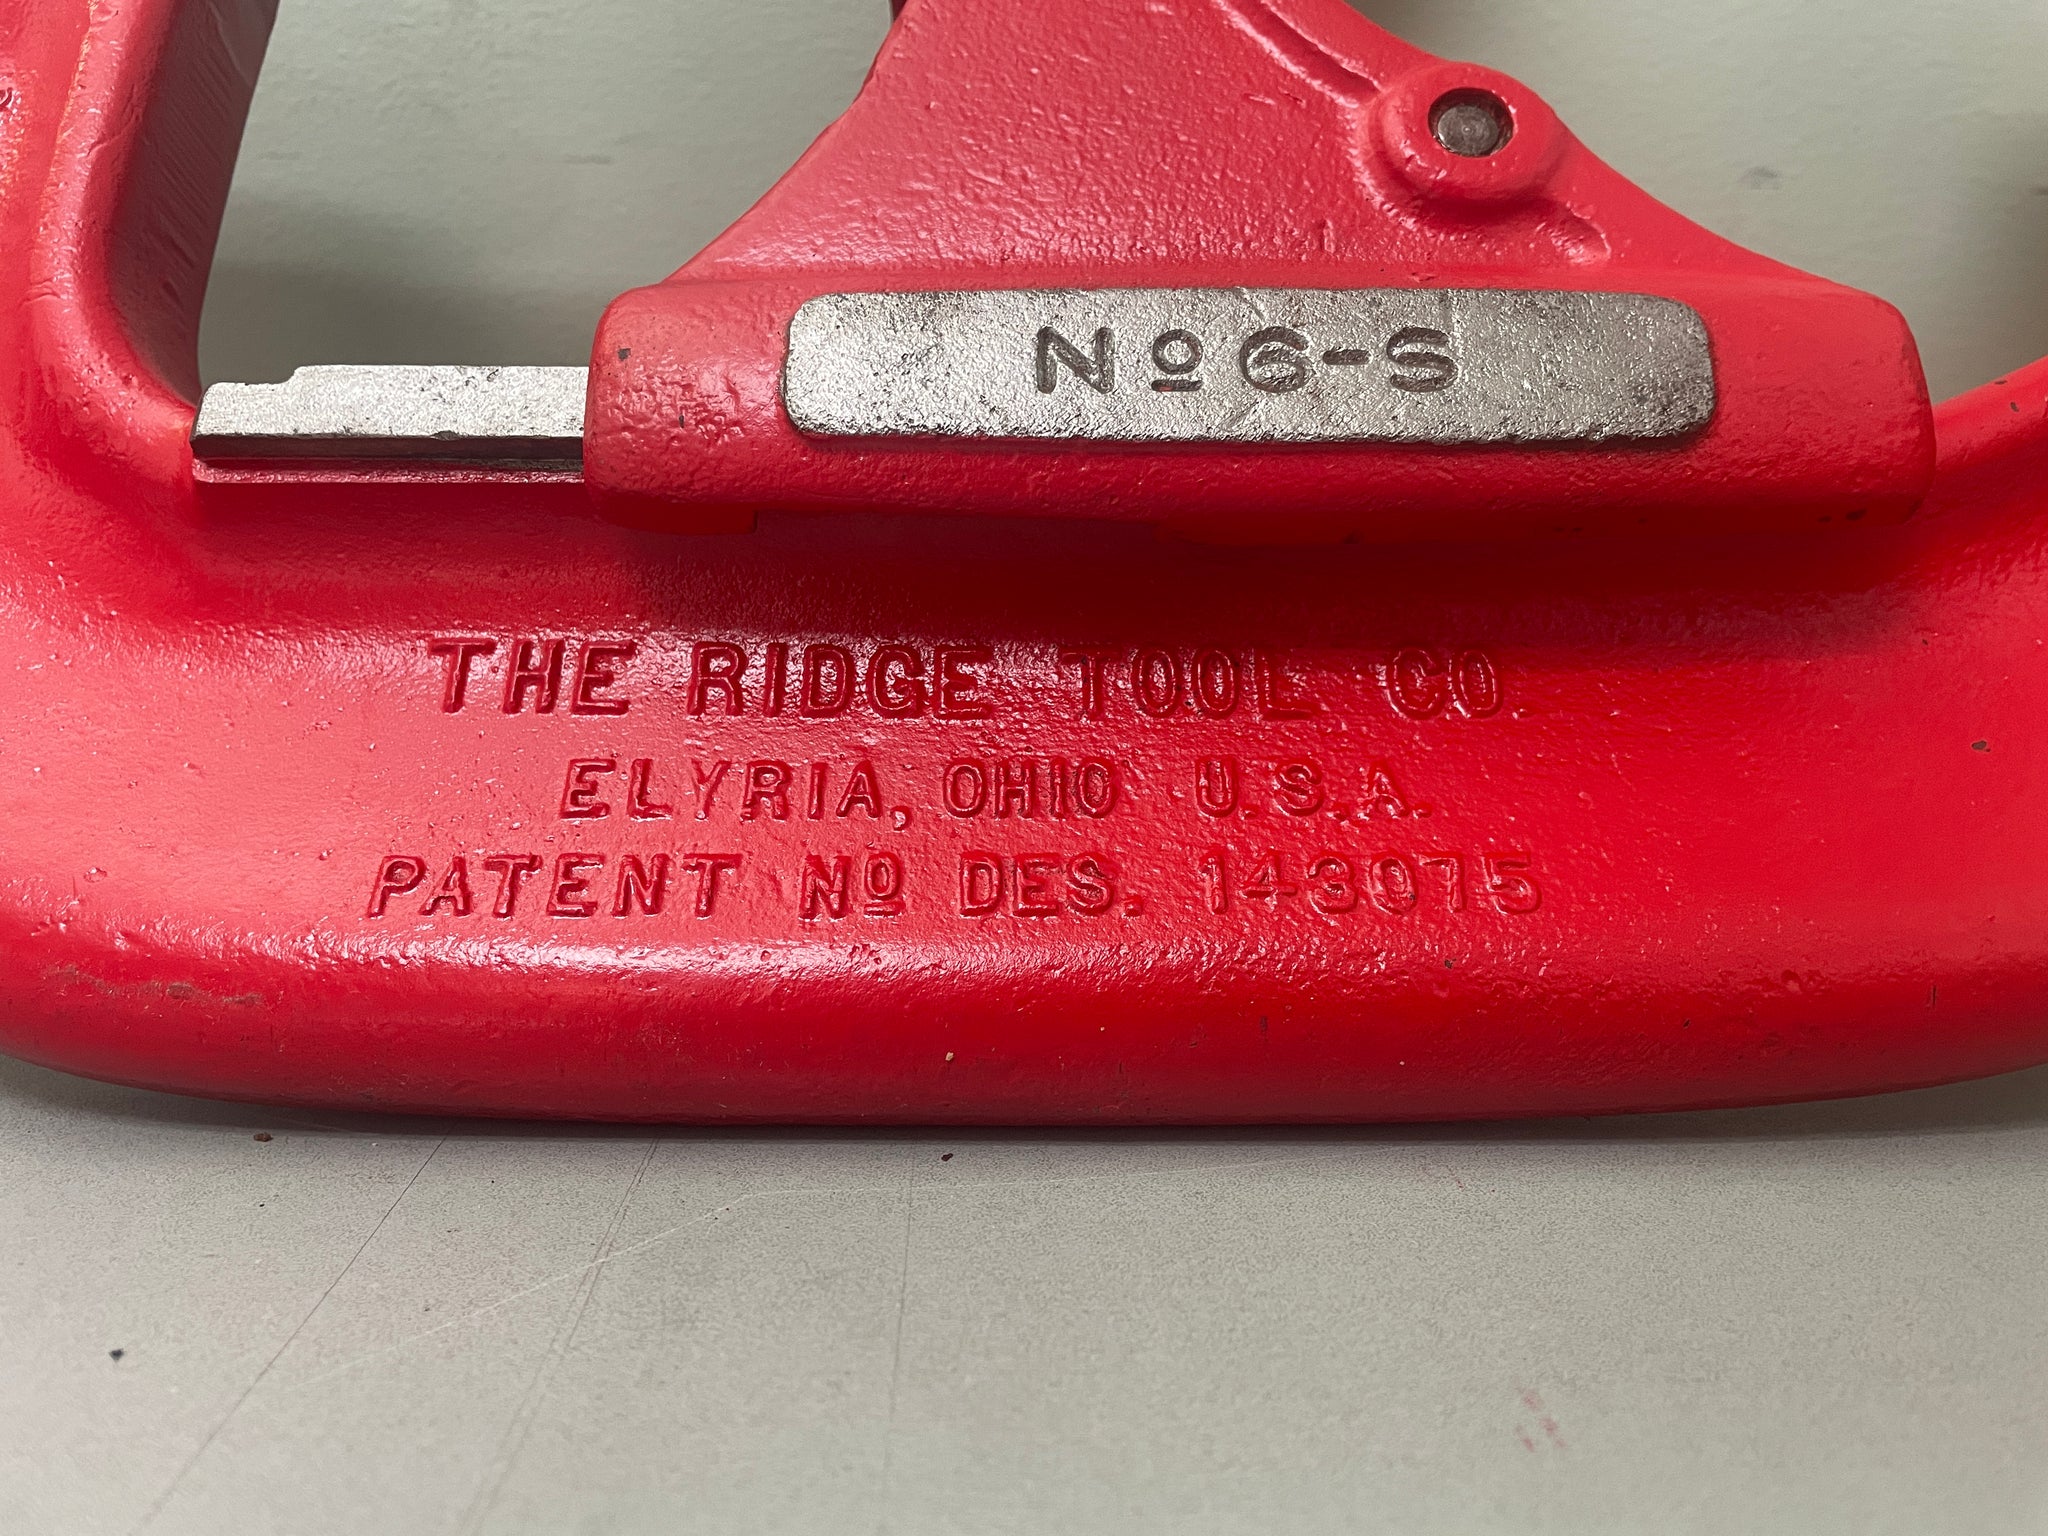 Nº 6-S
THE RIDGE TOOL CO.
ELYRIA, OHIO U.S.A.
PATENT Nº DES. 143075